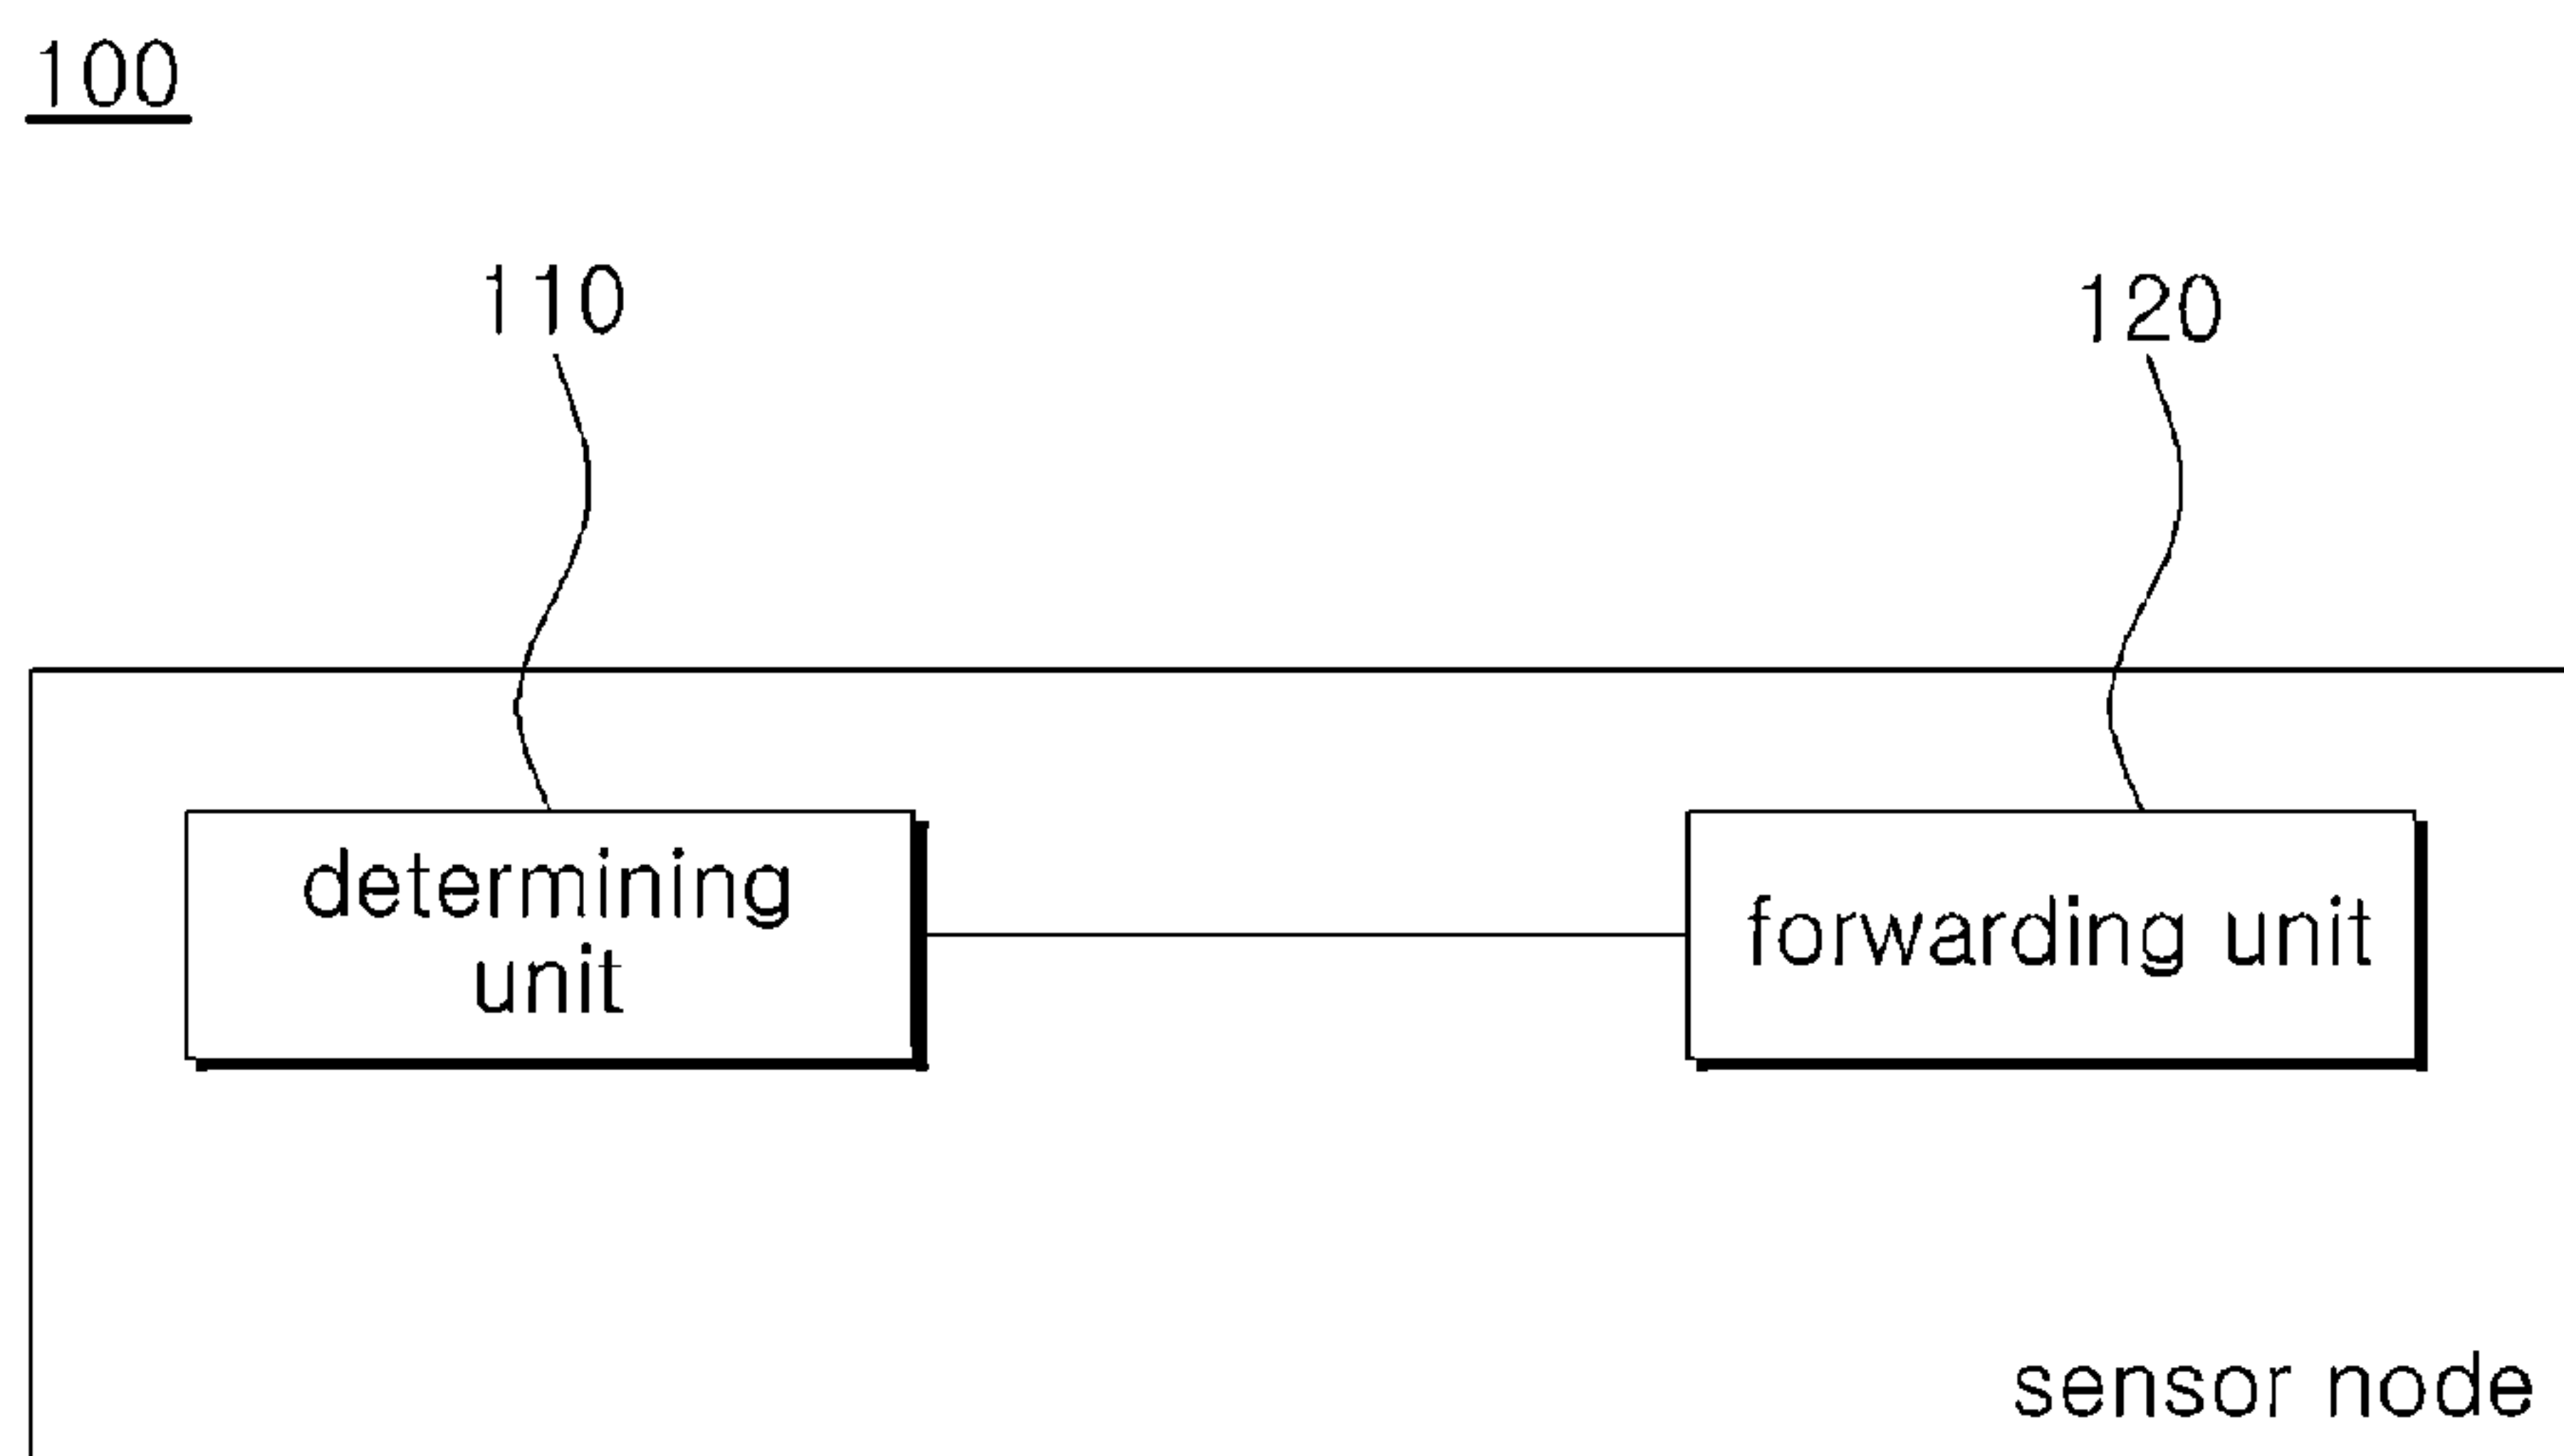 100
110
120
determining
unit
forwarding unit
sensor node